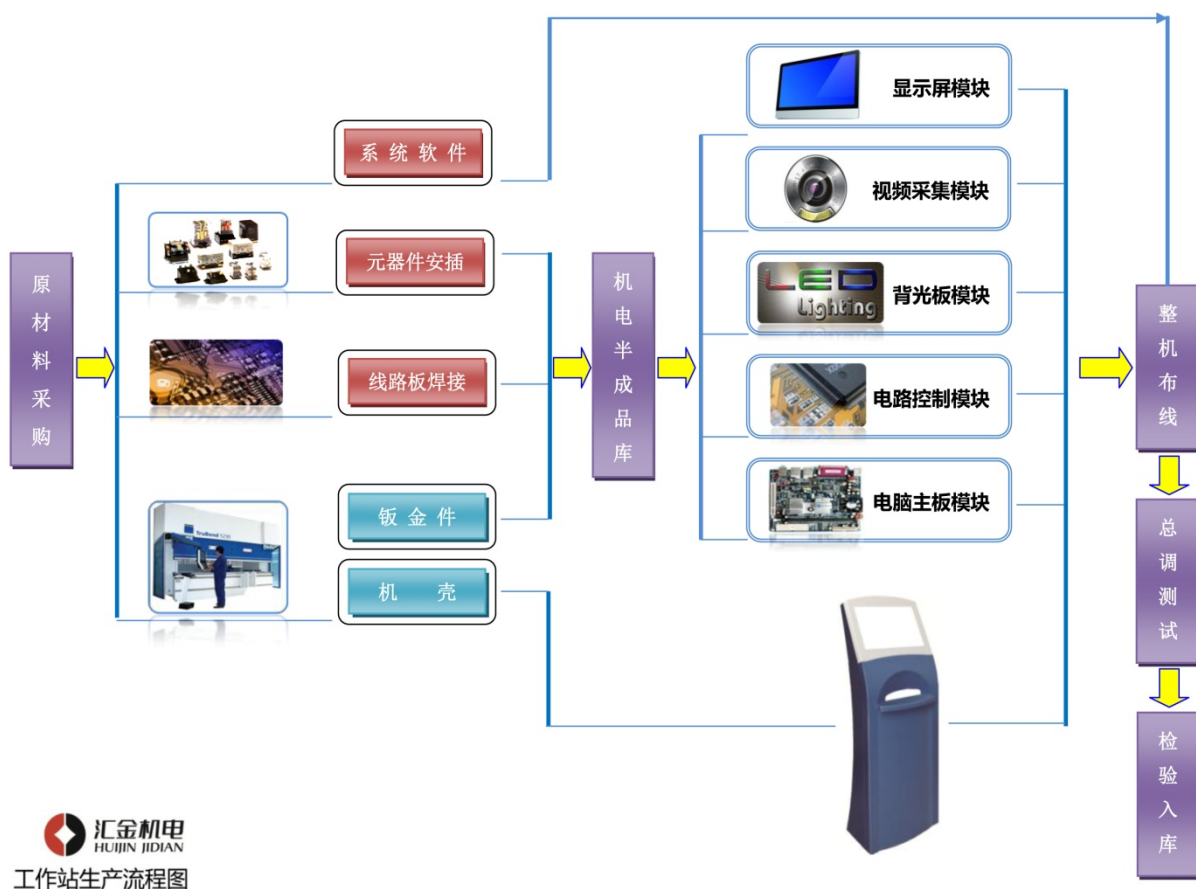 显示屏模块
系统软件
视频采集模块
元器件安插
原材料采购
机电半成品库
LED
Lighting
背光板模块
整机布线
线路板焊接
电路控制模块
钣金件
电脑主板模块
总调测试
机壳
检验入库
汇金机电
HUIJIN JIDIAN
工作站生产流程图